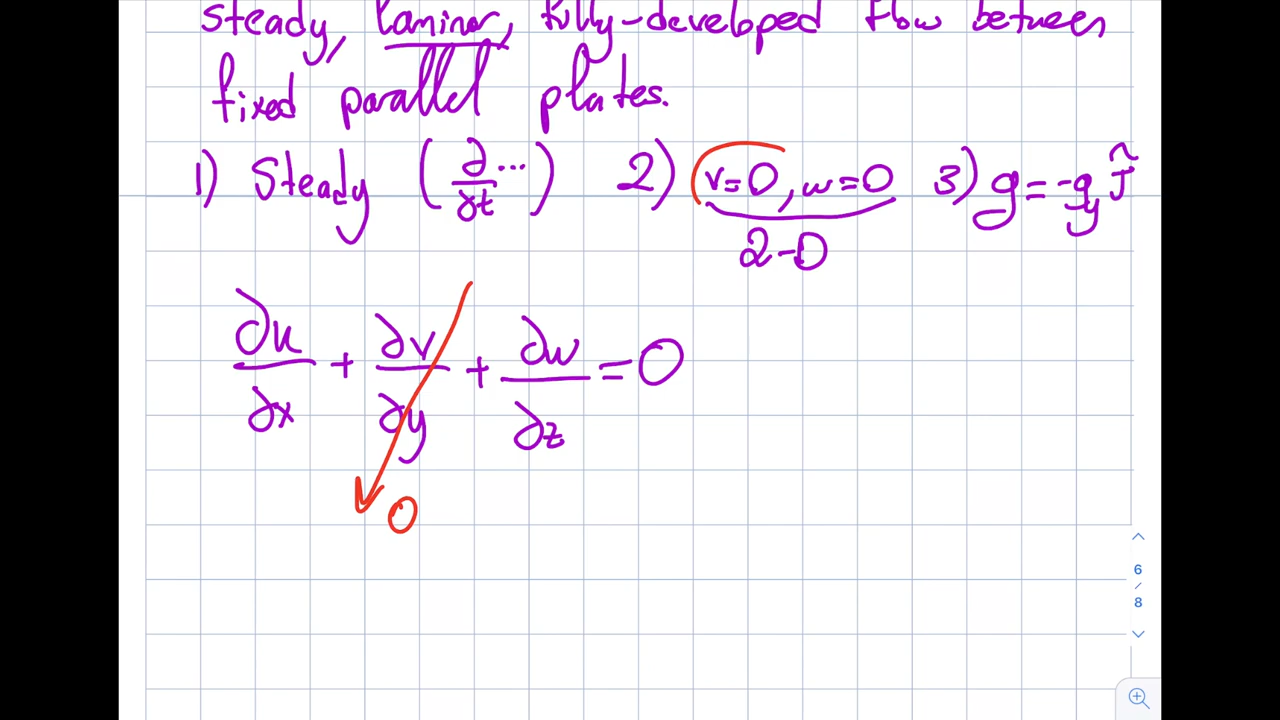 steady, laminar, fully-developed flow between
fixed parallel plates.
1) Steady (∂/∂t ...) 2) v=0, w=0 3) g = -g_y ĵ
2-D
∂u/∂x + ∂v/∂y + ∂w/∂z = 0
0
6
/
8